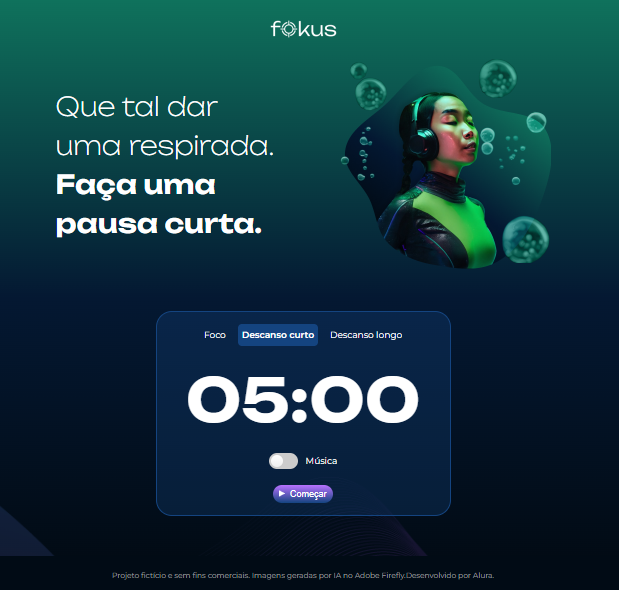 fokus
Que tal dar
uma respirada.
Faça uma
pausa curta.
Foco Descanso curto Descanso longo
05:00
Música
Começar
Projeto fictício e sem fins comerciais. Imagens geradas por IA no Adobe Firefly.Desenvolvido por Alura.